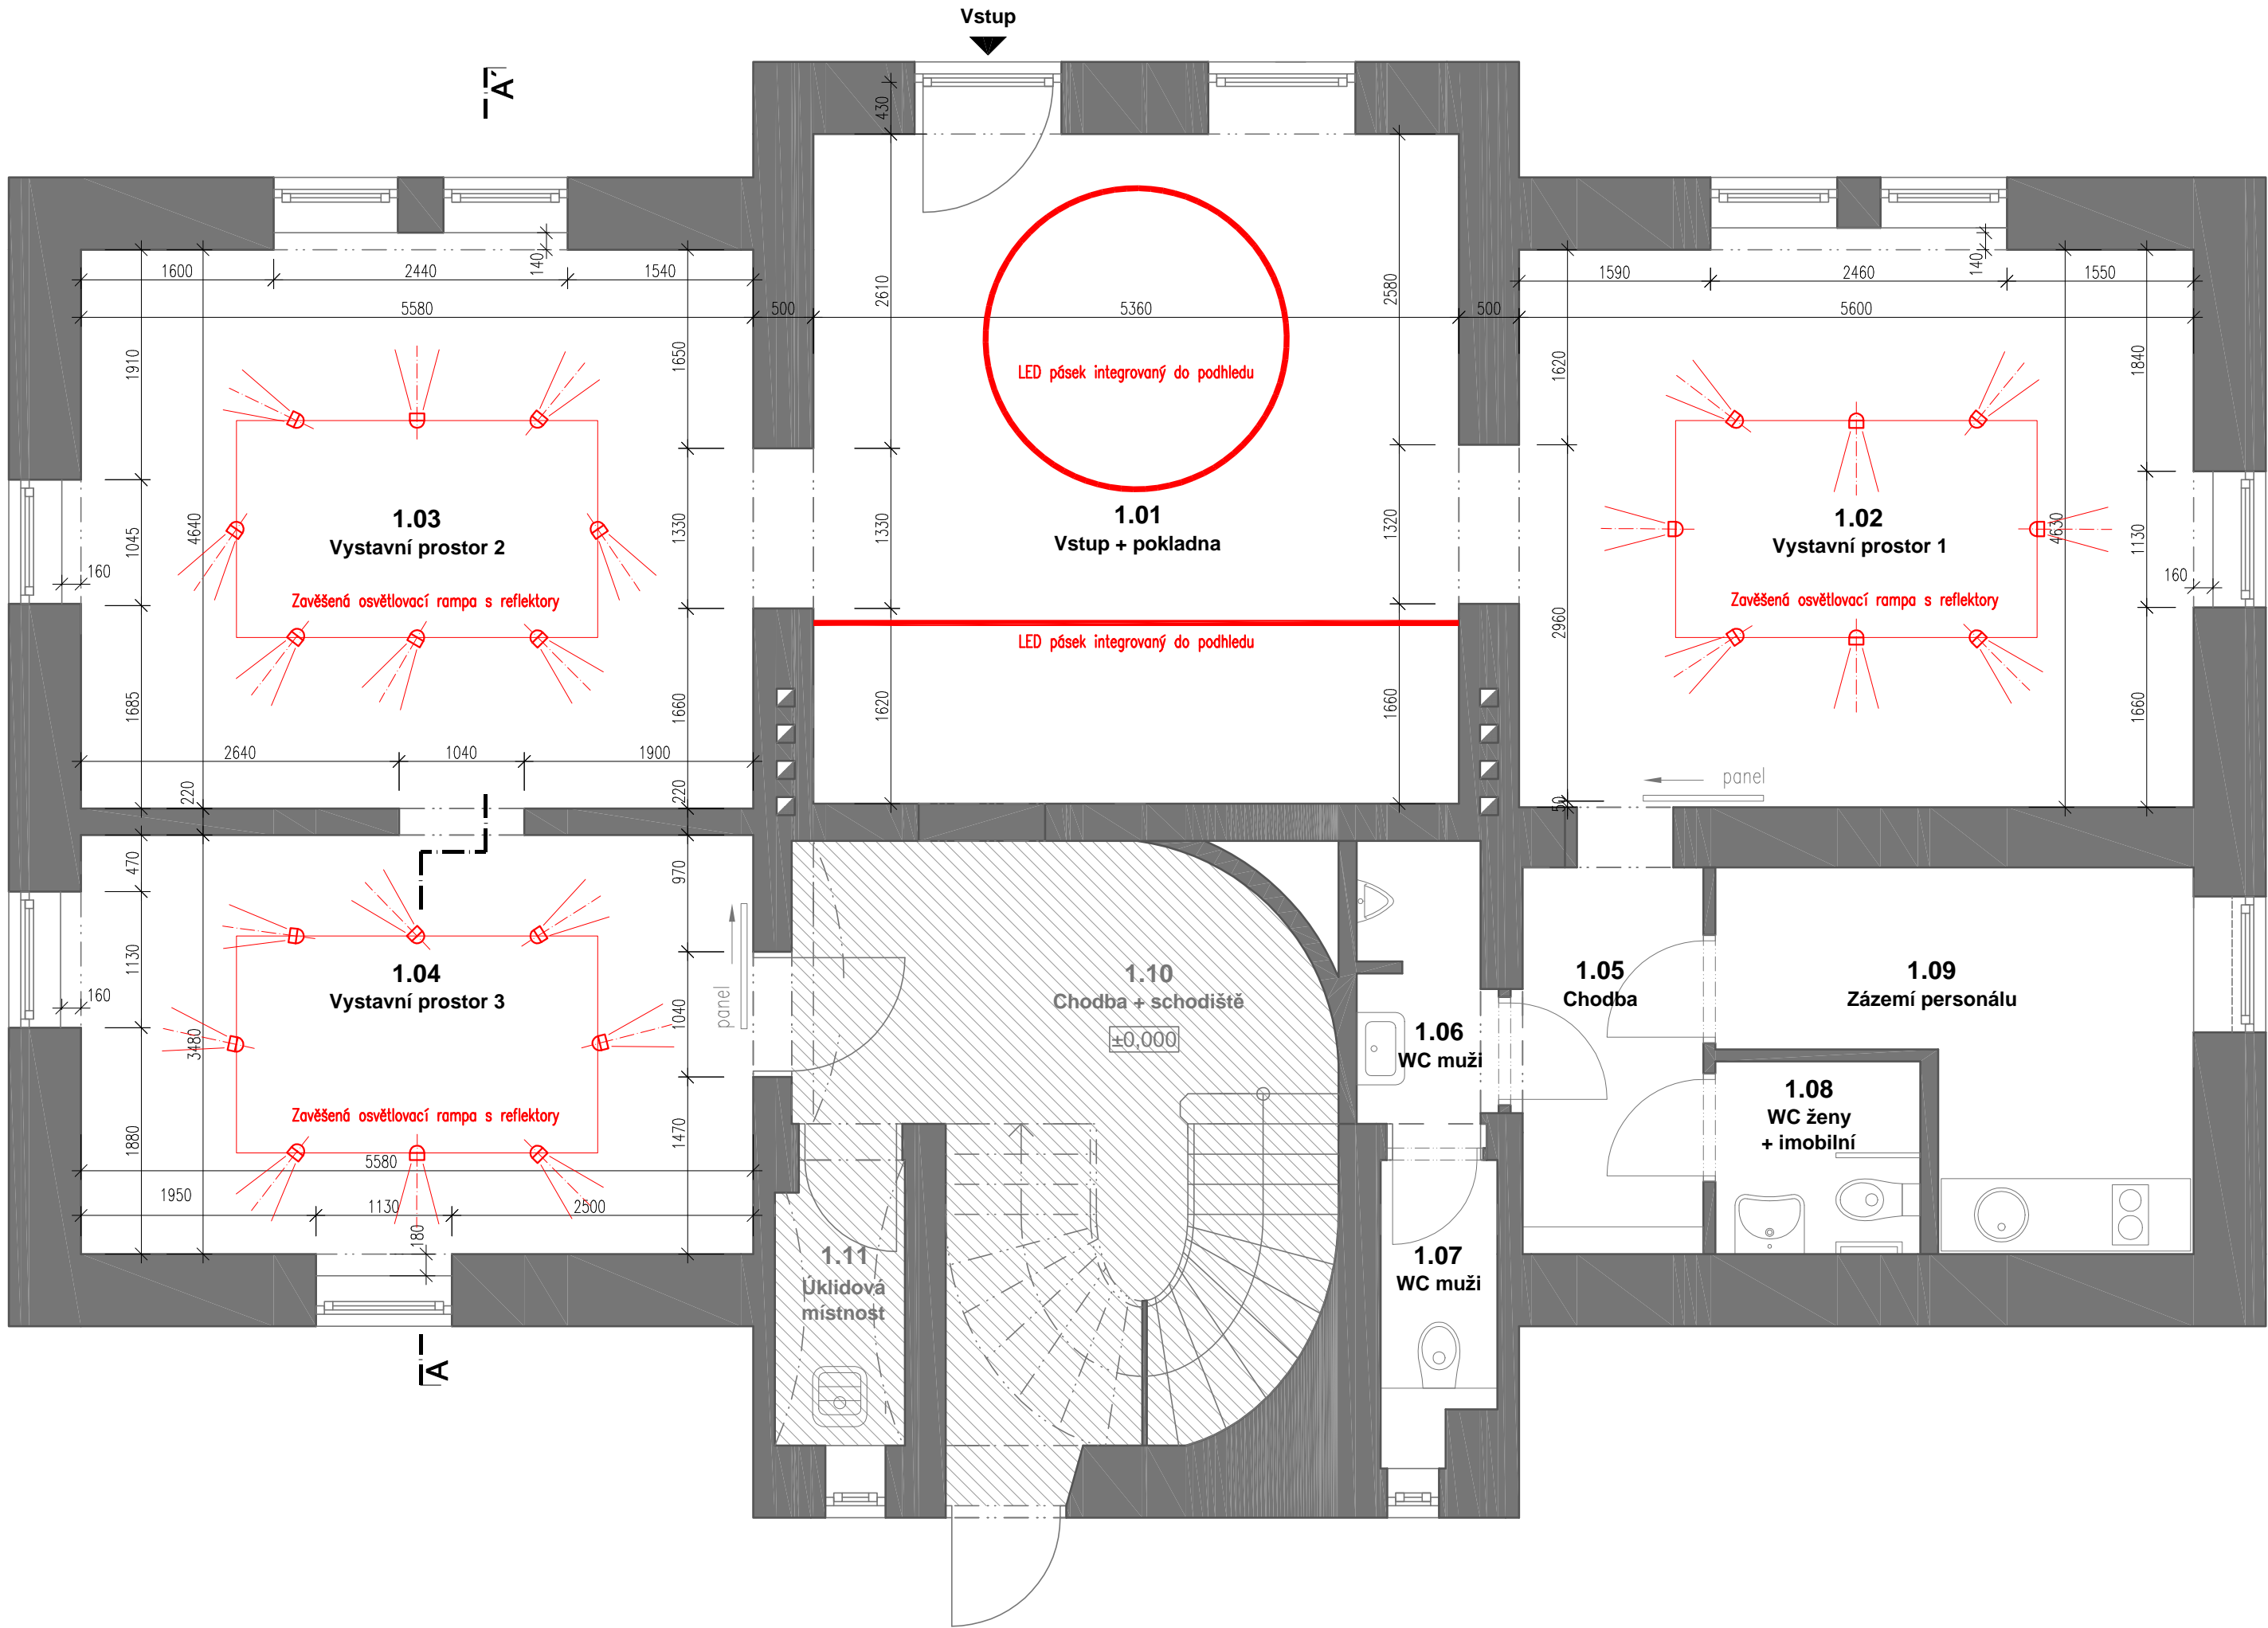 Vstup
A'
430
140
140
1600
2440
1540
1590
2460
1550
5580
500
5360
500
5600
2610
2580
1910
1650
1620
1840
LED pásek integrovaný do podhledu
1.03
Vystavní prostor 2
1.01
Vstup + pokladna
1.02
Vystavní prostor 1
1045
4640
1330
1330
1320
4630
1130
160
160
Zavěšená osvětlovací rampa s reflektory
Zavěšená osvětlovací rampa s reflektory
LED pásek integrovaný do podhledu
2960
1685
1660
1620
1660
1660
2640
1040
1900
220
220
panel
50
470
970
1.04
Vystavní prostor 3
1130
160
3480
1040
panel
1.10
Chodba + schodiště
±0,000
1.05
Chodba
1.09
Zázemí personálu
1.06
WC muži
1.08
WC ženy
+ imobilní
Zavěšená osvětlovací rampa s reflektory
1880
1470
5580
1950
1130
2500
180
1.11
Úklidová
místnost
1.07
WC muži
A